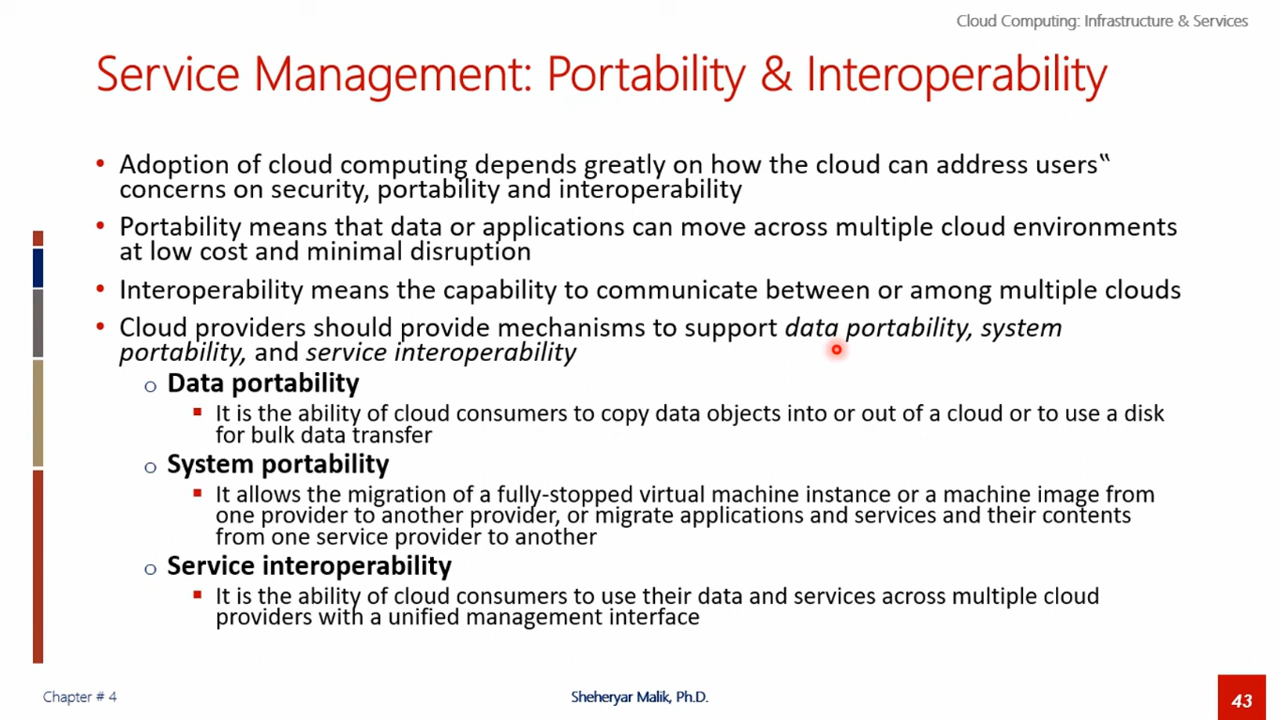 Cloud Computing: Infrastructure & Services
Service Management: Portability & Interoperability
• Adoption of cloud computing depends greatly on how the cloud can address users‟
concerns on security, portability and interoperability
• Portability means that data or applications can move across multiple cloud environments
at low cost and minimal disruption
• Interoperability means the capability to communicate between or among multiple clouds
• Cloud providers should provide mechanisms to support data portability, system
portability, and service interoperability
o Data portability
▪ It is the ability of cloud consumers to copy data objects into or out of a cloud or to use a disk
for bulk data transfer
o System portability
▪ It allows the migration of a fully-stopped virtual machine instance or a machine image from
one provider to another provider, or migrate applications and services and their contents
from one service provider to another
o Service interoperability
▪ It is the ability of cloud consumers to use their data and services across multiple cloud
providers with a unified management interface
Chapter # 4
Sheheryar Malik, Ph.D.
43